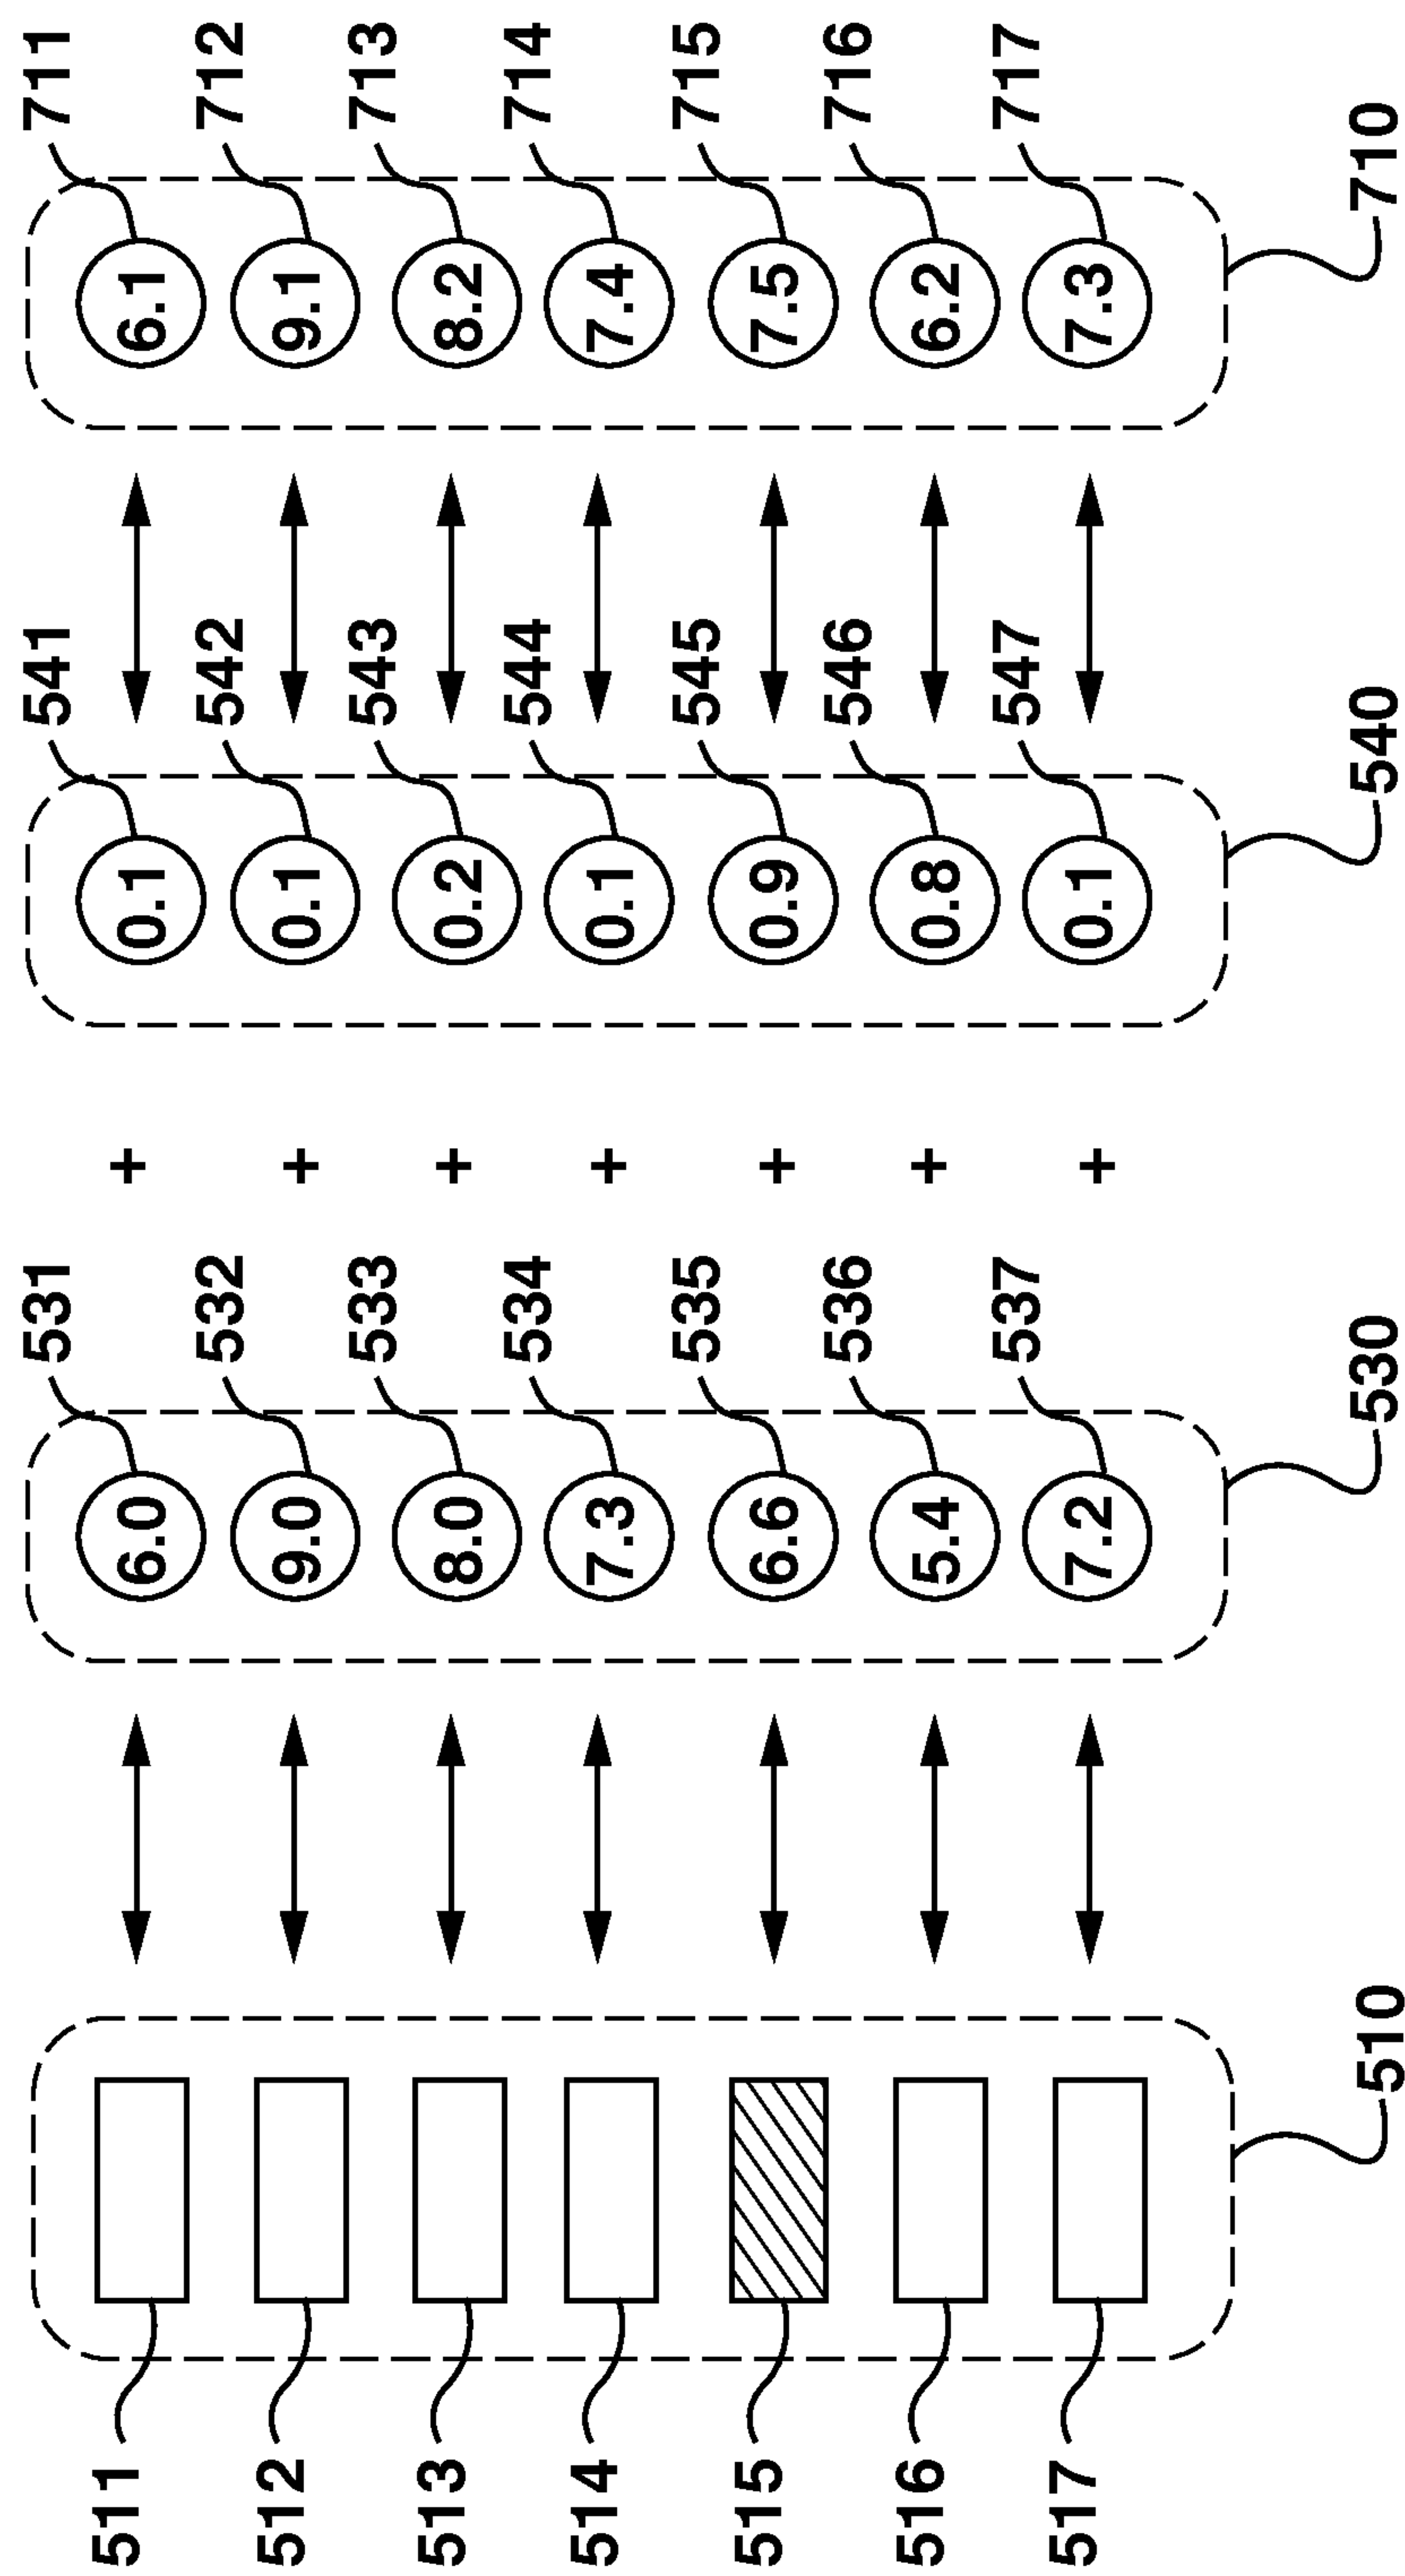 511 512 513 514 515 516 517
510
6.0 9.0 8.0 7.3 6.6 5.4 7.2
531 532 533 534 535 536 537
530
+ + + + + + +
0.1 0.1 0.2 0.1 0.9 0.8 0.1
541 542 543 544 545 546 547
540
6.1 9.1 8.2 7.4 7.5 6.2 7.3
711 712 713 714 715 716 717
710